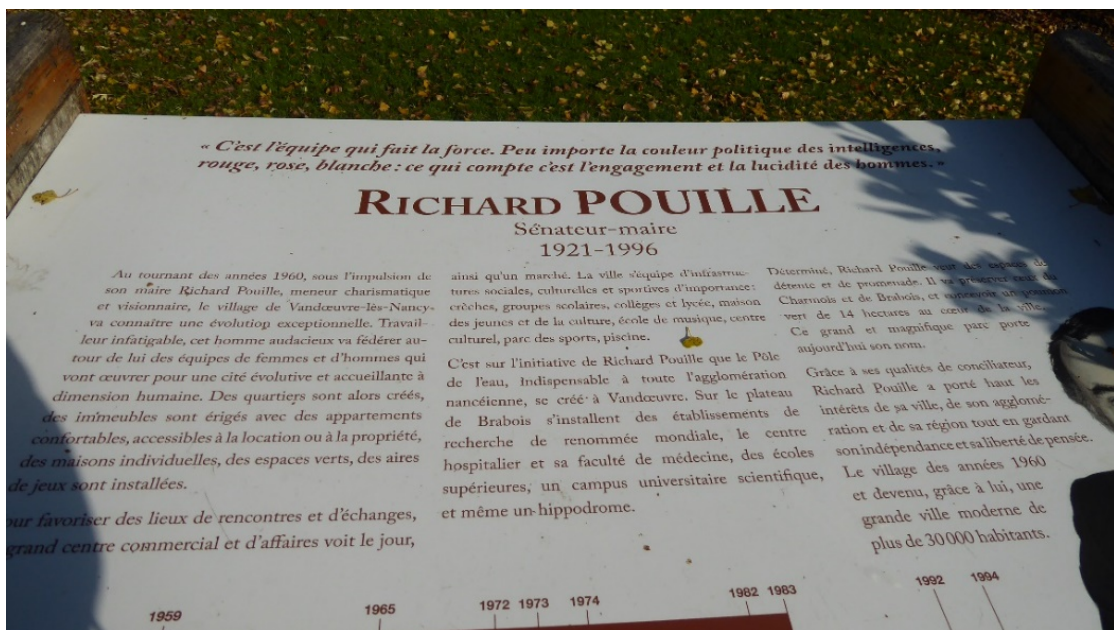 « C'est l'équipe qui fait la force. Peu importe la couleur politique des intelligences,
rouge, rose, blanche : ce qui compte c'est l'engagement et la lucidité des hommes. »
RICHARD POUILLE
Sénateur-maire
1921-1996
Au tournant des années 1960, sous l'impulsion de
son maire Richard Pouille, meneur charismatique
et visionnaire, le village de Vandœuvre-lès-Nancy
va connaître une évolution exceptionnelle. Travail-
leur infatigable, cet homme audacieux va fédérer au-
tour de lui des équipes de femmes et d'hommes qui
vont œuvrer pour une cité évolutive et accueillante à
dimension humaine. Des quartiers sont alors créés,
des immeubles sont érigés avec des appartements
confortables, accessibles à la location ou à la propriété,
des maisons individuelles, des espaces verts, des aires
de jeux sont installées.
our favoriser des lieux de rencontres et d'échanges,
grand centre commercial et d'affaires voit le jour,
ainsi qu'un marché. La ville s'équipe d'infrastruc-
tures sociales, culturelles et sportives d'importance :
crèches, groupes scolaires, collèges et lycée, maison
des jeunes et de la culture, école de musique, centre
culturel, parc des sports, piscine.
C'est sur l'initiative de Richard Pouille que le Pôle
de l'eau, Indispensable à toute l'agglomération
nancéienne, se créé à Vandœuvre. Sur le plateau
de Brabois s'installent des établissements de
recherche de renommée mondiale, le centre
hospitalier et sa faculté de médecine, des écoles
supérieures, un campus universitaire scientifique,
et même un hippodrome.
Déterminé, Richard Pouille veut des espaces de
détente et de promenade. Il va préserver ceux du
Charmois et de Brabois, et concevoir un poumon
vert de 14 hectares au cœur de la ville.
Ce grand et magnifique parc porte
aujourd'hui son nom.
Grâce à ses qualités de conciliateur,
Richard Pouille a porté haut les
intérêts de sa ville, de son agglomé-
ration et de sa région tout en gardant
son indépendance et sa liberté de pensée.
Le village des années 1960
et devenu, grâce à lui, une
grande ville moderne de
plus de 30 000 habitants.
1959 1965 1972 1973 1974 1982 1983 1992 1994